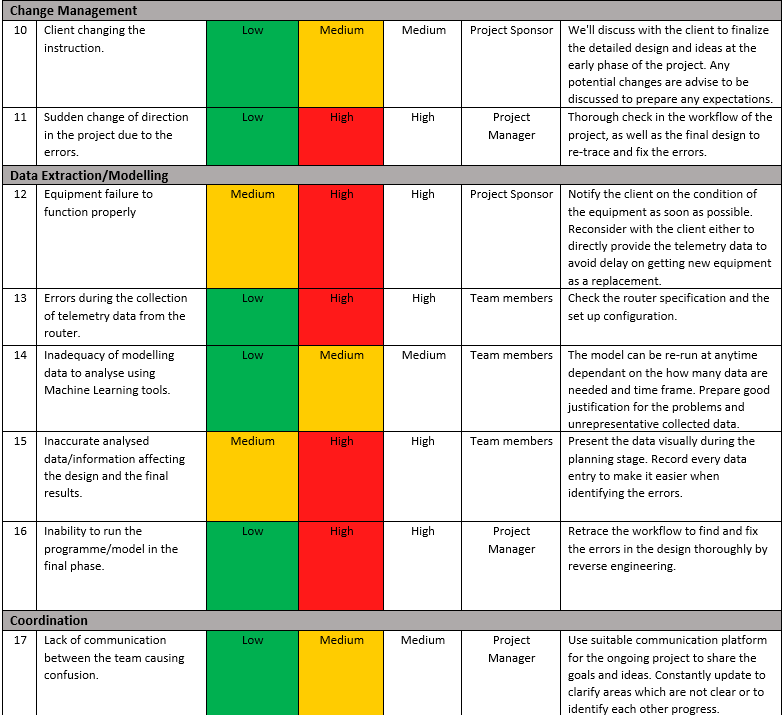 Change Management
10 Client changing the instruction. Low Medium Medium Project Sponsor We'll discuss with the client to finalize
the detailed design and ideas at the
early phase of the project. Any
potential changes are advise to be
discussed to prepare any expectations.
11 Sudden change of direction
in the project due to the
errors. Low High High Project
Manager Thorough check in the workflow of the
project, as well as the final design to
re-trace and fix the errors.
Data Extraction/Modelling
12 Equipment failure to
function properly Medium High High Project Sponsor Notify the client on the condition of
the equipment as soon as possible.
Reconsider with the client either to
directly provide the telemetry data to
avoid delay on getting new equipment
as a replacement.
13 Errors during the collection
of telemetry data from the
router. Low High High Team members Check the router specification and the
set up configuration.
14 Inadequacy of modelling
data to analyse using
Machine Learning tools. Low Medium Medium Team members The model can be re-run at anytime
dependant on the how many data are
needed and time frame. Prepare good
justification for the problems and
unrepresentative collected data.
15 Inaccurate analysed
data/information affecting
the design and the final
results. Medium High High Team members Present the data visually during the
planning stage. Record every data
entry to make it easier when
identifying the errors.
16 Inability to run the
programme/model in the
final phase. Low High High Project
Manager Retrace the workflow to find and fix
the errors in the design thoroughly by
reverse engineering.
Coordination
17 Lack of communication
between the team causing
confusion. Low Medium Medium Project
Manager Use suitable communication platform
for the ongoing project to share the
goals and ideas. Constantly update to
clarify areas which are not clear or to
identify each other progress.